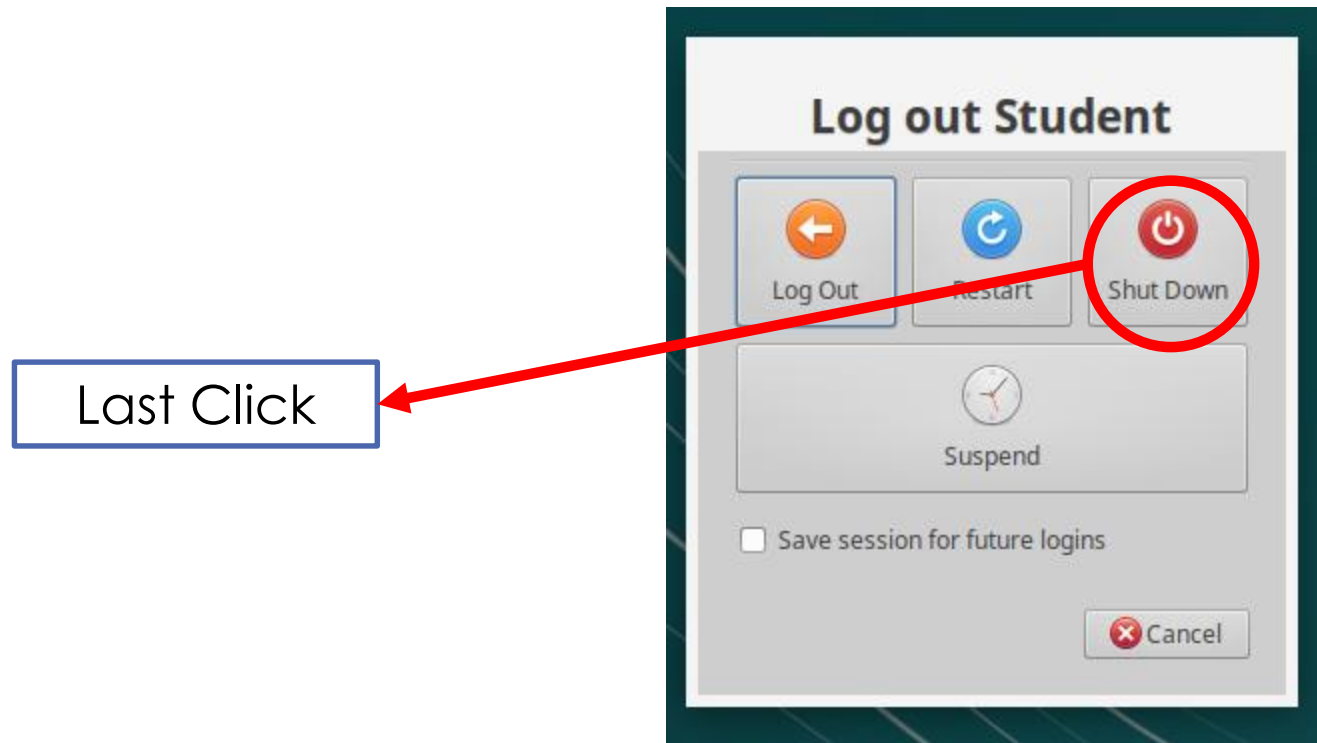 Log out Student
Log Out
Restart
Shut Down
Last Click
Suspend
Save session for future logins
Cancel